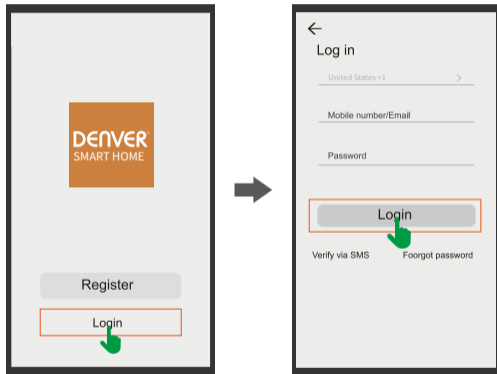 DENVER
SMART HOME
Register
Login
Log in
United States +1
Mobile number/Email
Password
Login
Verify via SMS Foorgot password